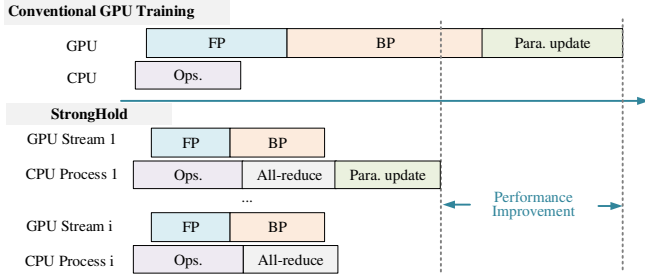 Conventional GPU Training
GPU FP BP Para. update
CPU Ops.
StrongHold
GPU Stream 1 FP BP
CPU Process 1 Ops. All-reduce Para. update
...
Performance
Improvement
GPU Stream i FP BP
CPU Process i Ops. All-reduce